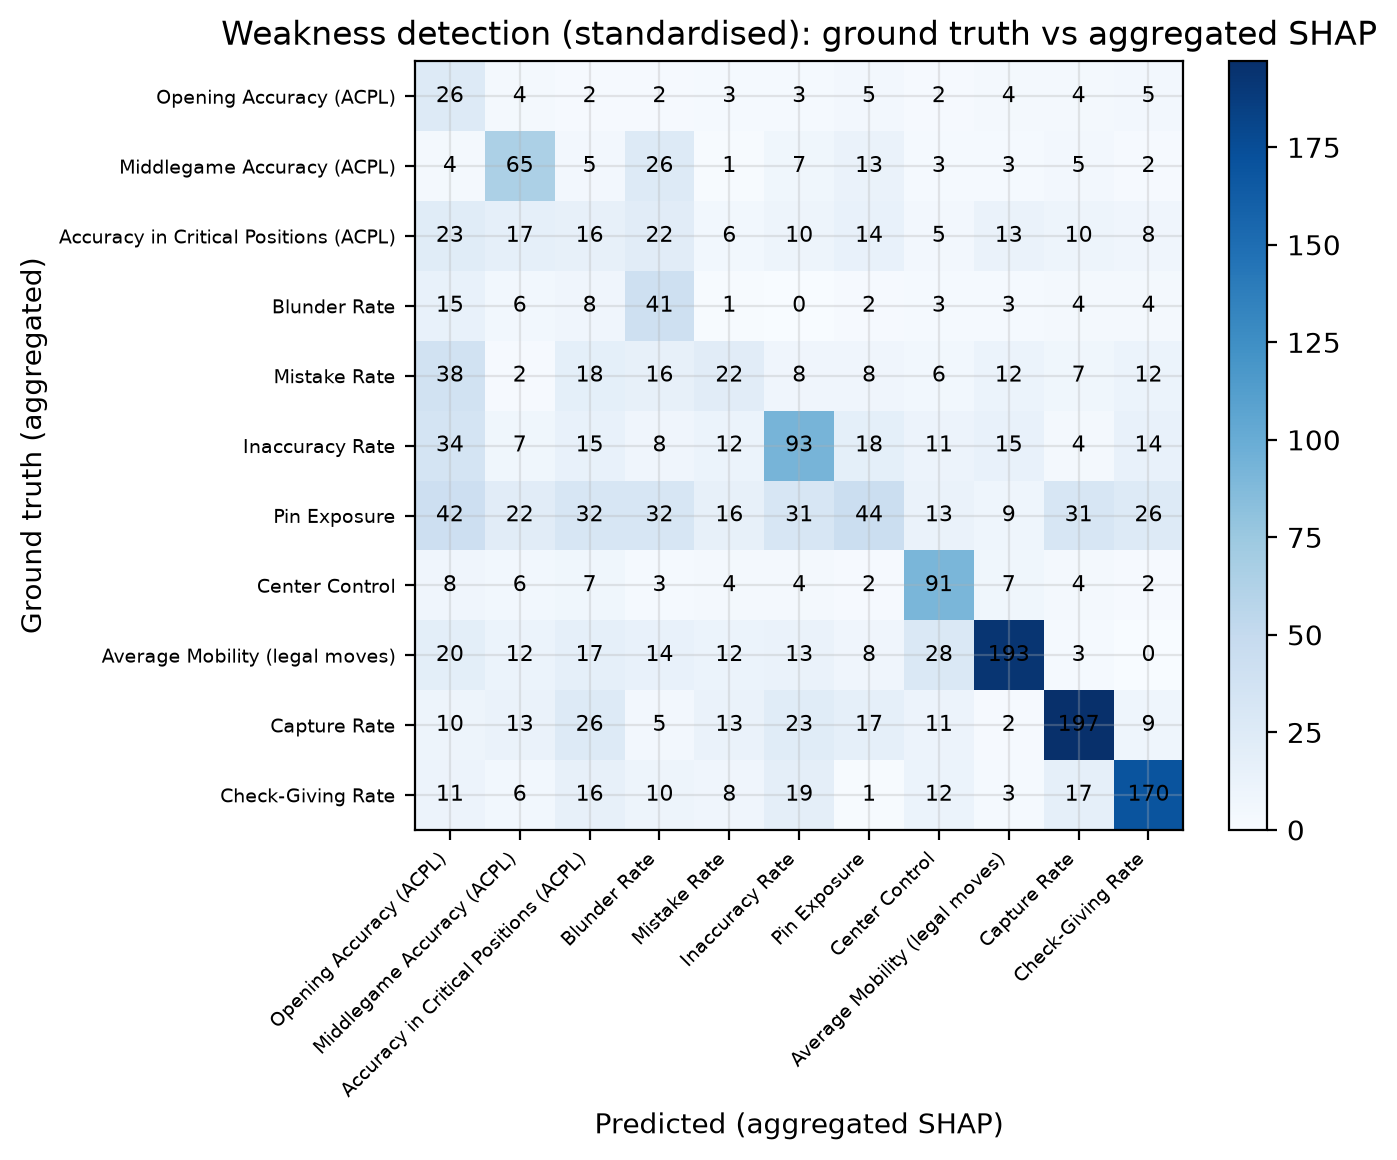 Weakness detection (standardised): ground truth vs aggregated SHAP
Ground truth (aggregated)
Opening Accuracy (ACPL) 26 4 2 2 3 3 5 2 4 4 5
Middlegame Accuracy (ACPL) 4 65 5 26 1 7 13 3 3 5 2
Accuracy in Critical Positions (ACPL) 23 17 16 22 6 10 14 5 13 10 8
Blunder Rate 15 6 8 41 1 0 2 3 3 4 4
Mistake Rate 38 2 18 16 22 8 8 6 12 7 12
Inaccuracy Rate 34 7 15 8 12 93 18 11 15 4 14
Pin Exposure 42 22 32 32 16 31 44 13 9 31 26
Center Control 8 6 7 3 4 4 2 91 7 4 2
Average Mobility (legal moves) 20 12 17 14 12 13 8 28 193 3 0
Capture Rate 10 13 26 5 13 23 17 11 2 197 9
Check-Giving Rate 11 6 16 10 8 19 1 12 3 17 170
Opening Accuracy (ACPL)
Middlegame Accuracy (ACPL)
Accuracy in Critical Positions (ACPL)
Blunder Rate
Mistake Rate
Inaccuracy Rate
Pin Exposure
Center Control
Average Mobility (legal moves)
Capture Rate
Check-Giving Rate
Predicted (aggregated SHAP)
175
150
125
100
75
50
25
0